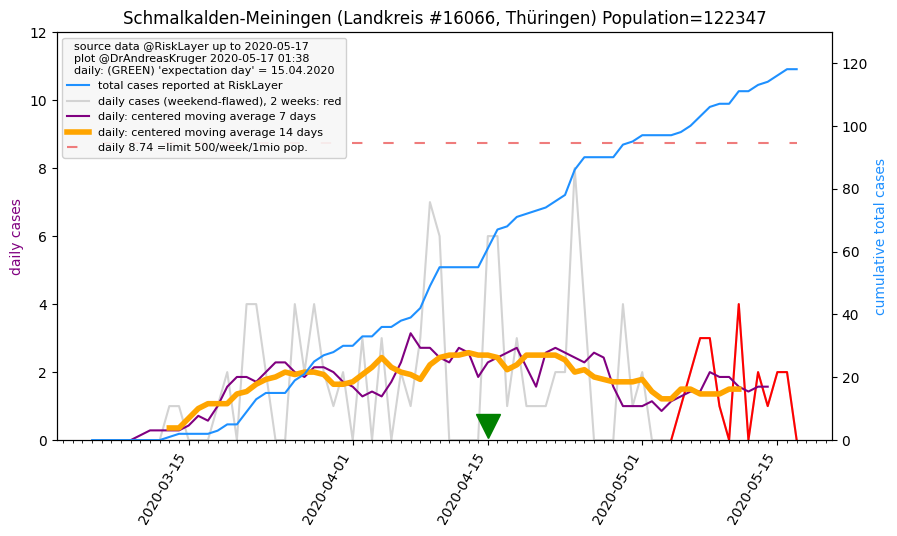 Schmalkalden-Meiningen (Landkreis #16066, Thüringen) Population=122347
source data @RiskLayer up to 2020-05-17
plot @DrAndreasKruger 2020-05-17 01:38
daily: (GREEN) 'expectation day' = 15.04.2020
total cases reported at RiskLayer
daily cases (weekend-flawed), 2 weeks: red
daily: centered moving average 7 days
daily: centered moving average 14 days
daily 8.74 =limit 500/week/1mio pop.
daily cases
12
10
8
6
4
2
0
120
100
80
60
40
20
0
cumulative total cases
2020-03-15
2020-04-01
2020-04-15
2020-05-01
2020-05-15